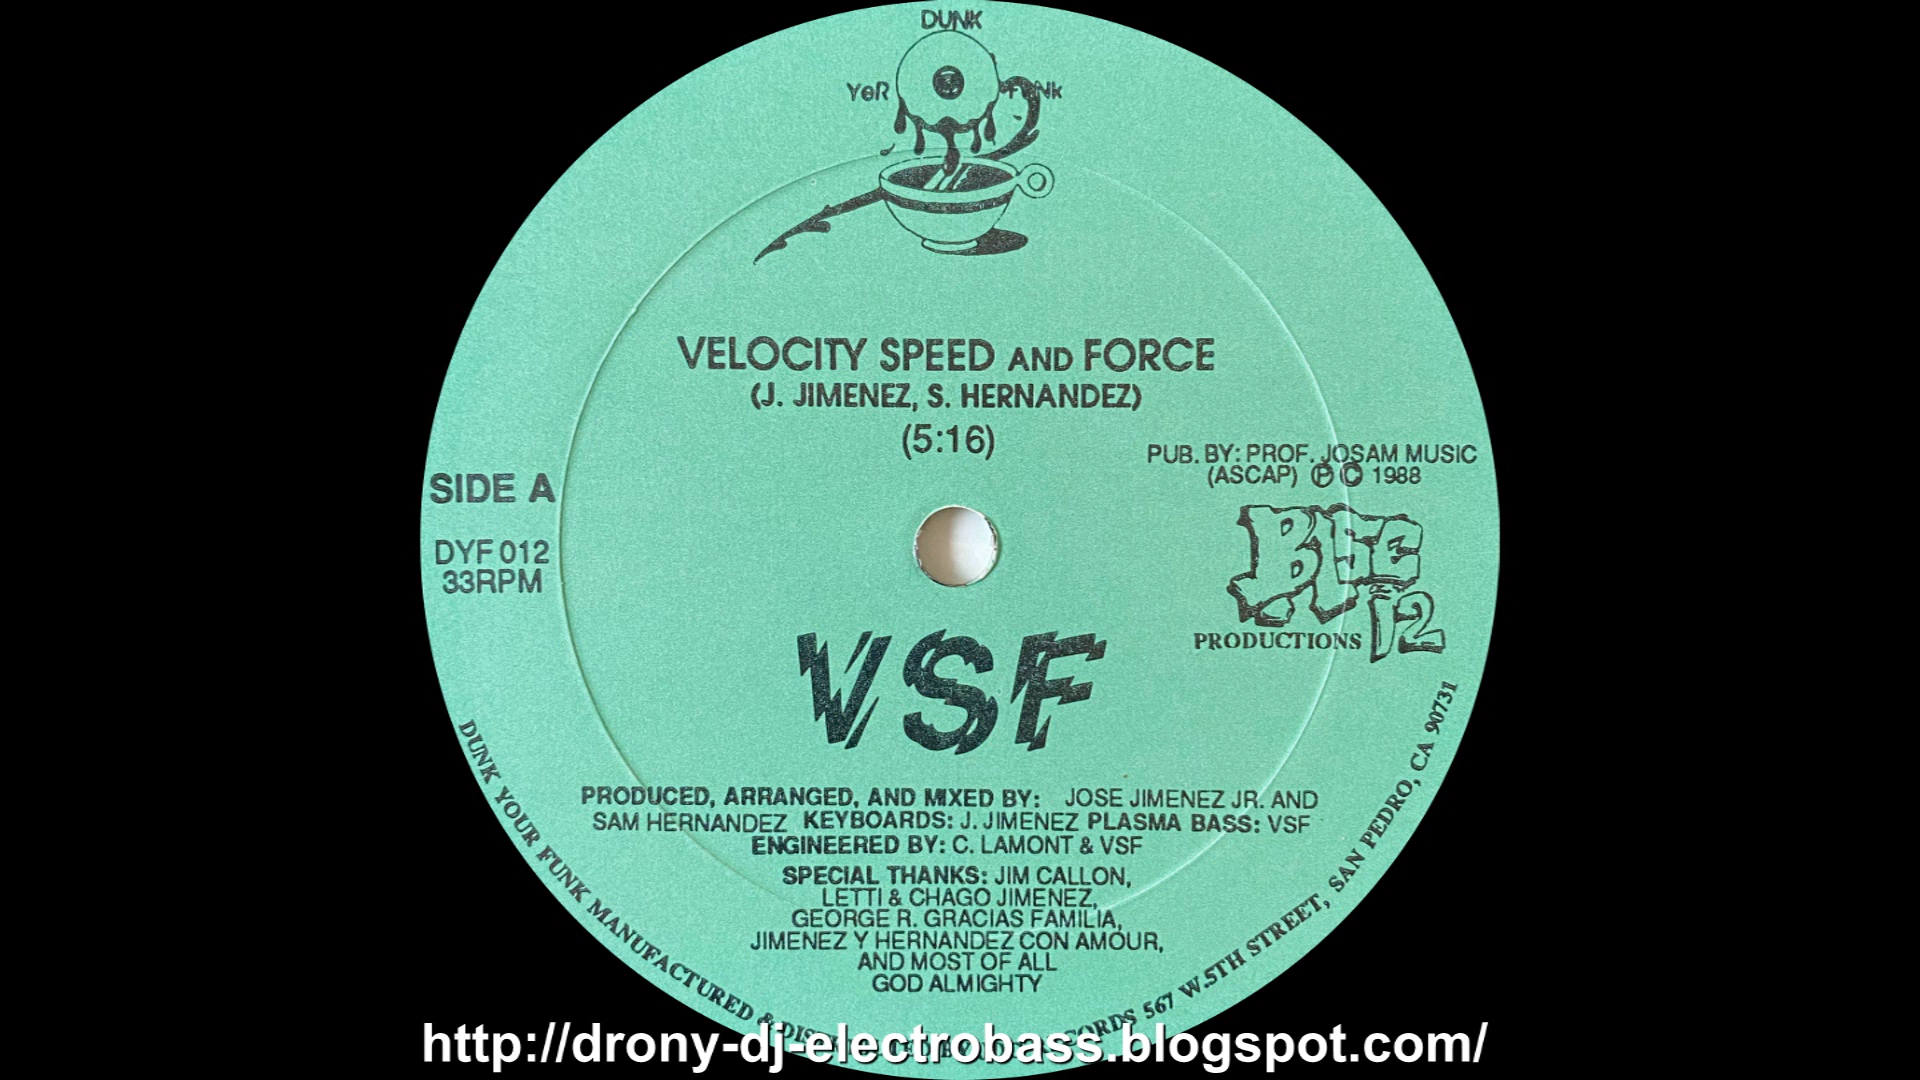 DUNK
YeR FUNk
VELOCITY SPEED AND FORCE
(J. JIMENEZ, S. HERNANDEZ)
(5:16)
PUB. BY: PROF. JOSAM MUSIC
(ASCAP) Ⓟ © 1988
SIDE A
DYF 012
33RPM
12
PRODUCTIONS
VSF
PRODUCED, ARRANGED, AND MIXED BY: JOSE JIMENEZ JR. AND
SAM HERNANDEZ KEYBOARDS: J. JIMENEZ PLASMA BASS: VSF
ENGINEERED BY: C. LAMONT & VSF
SPECIAL THANKS: JIM CALLON,
LETTI & CHAGO JIMENEZ,
GEORGE R. GRACIAS FAMILIA,
JIMENEZ Y HERNANDEZ CON AMOUR,
AND MOST OF ALL
GOD ALMIGHTY
DUNK YOUR FUNK MANUFACTURED & 567 W. 5TH STREET, SAN PEDRO, CA 90731
http://drony-dj-electrobass.blogspot.com/